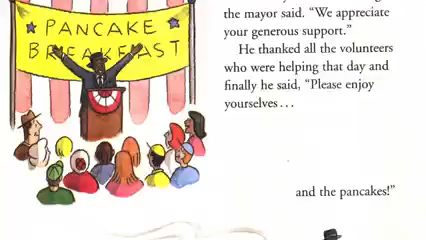 PANCAKE
BREAKFAST
the mayor said. “We appreciate
your generous support.”
He thanked all the volunteers
who were helping that day and
finally he said, “Please enjoy
yourselves . . .
and the pancakes!”